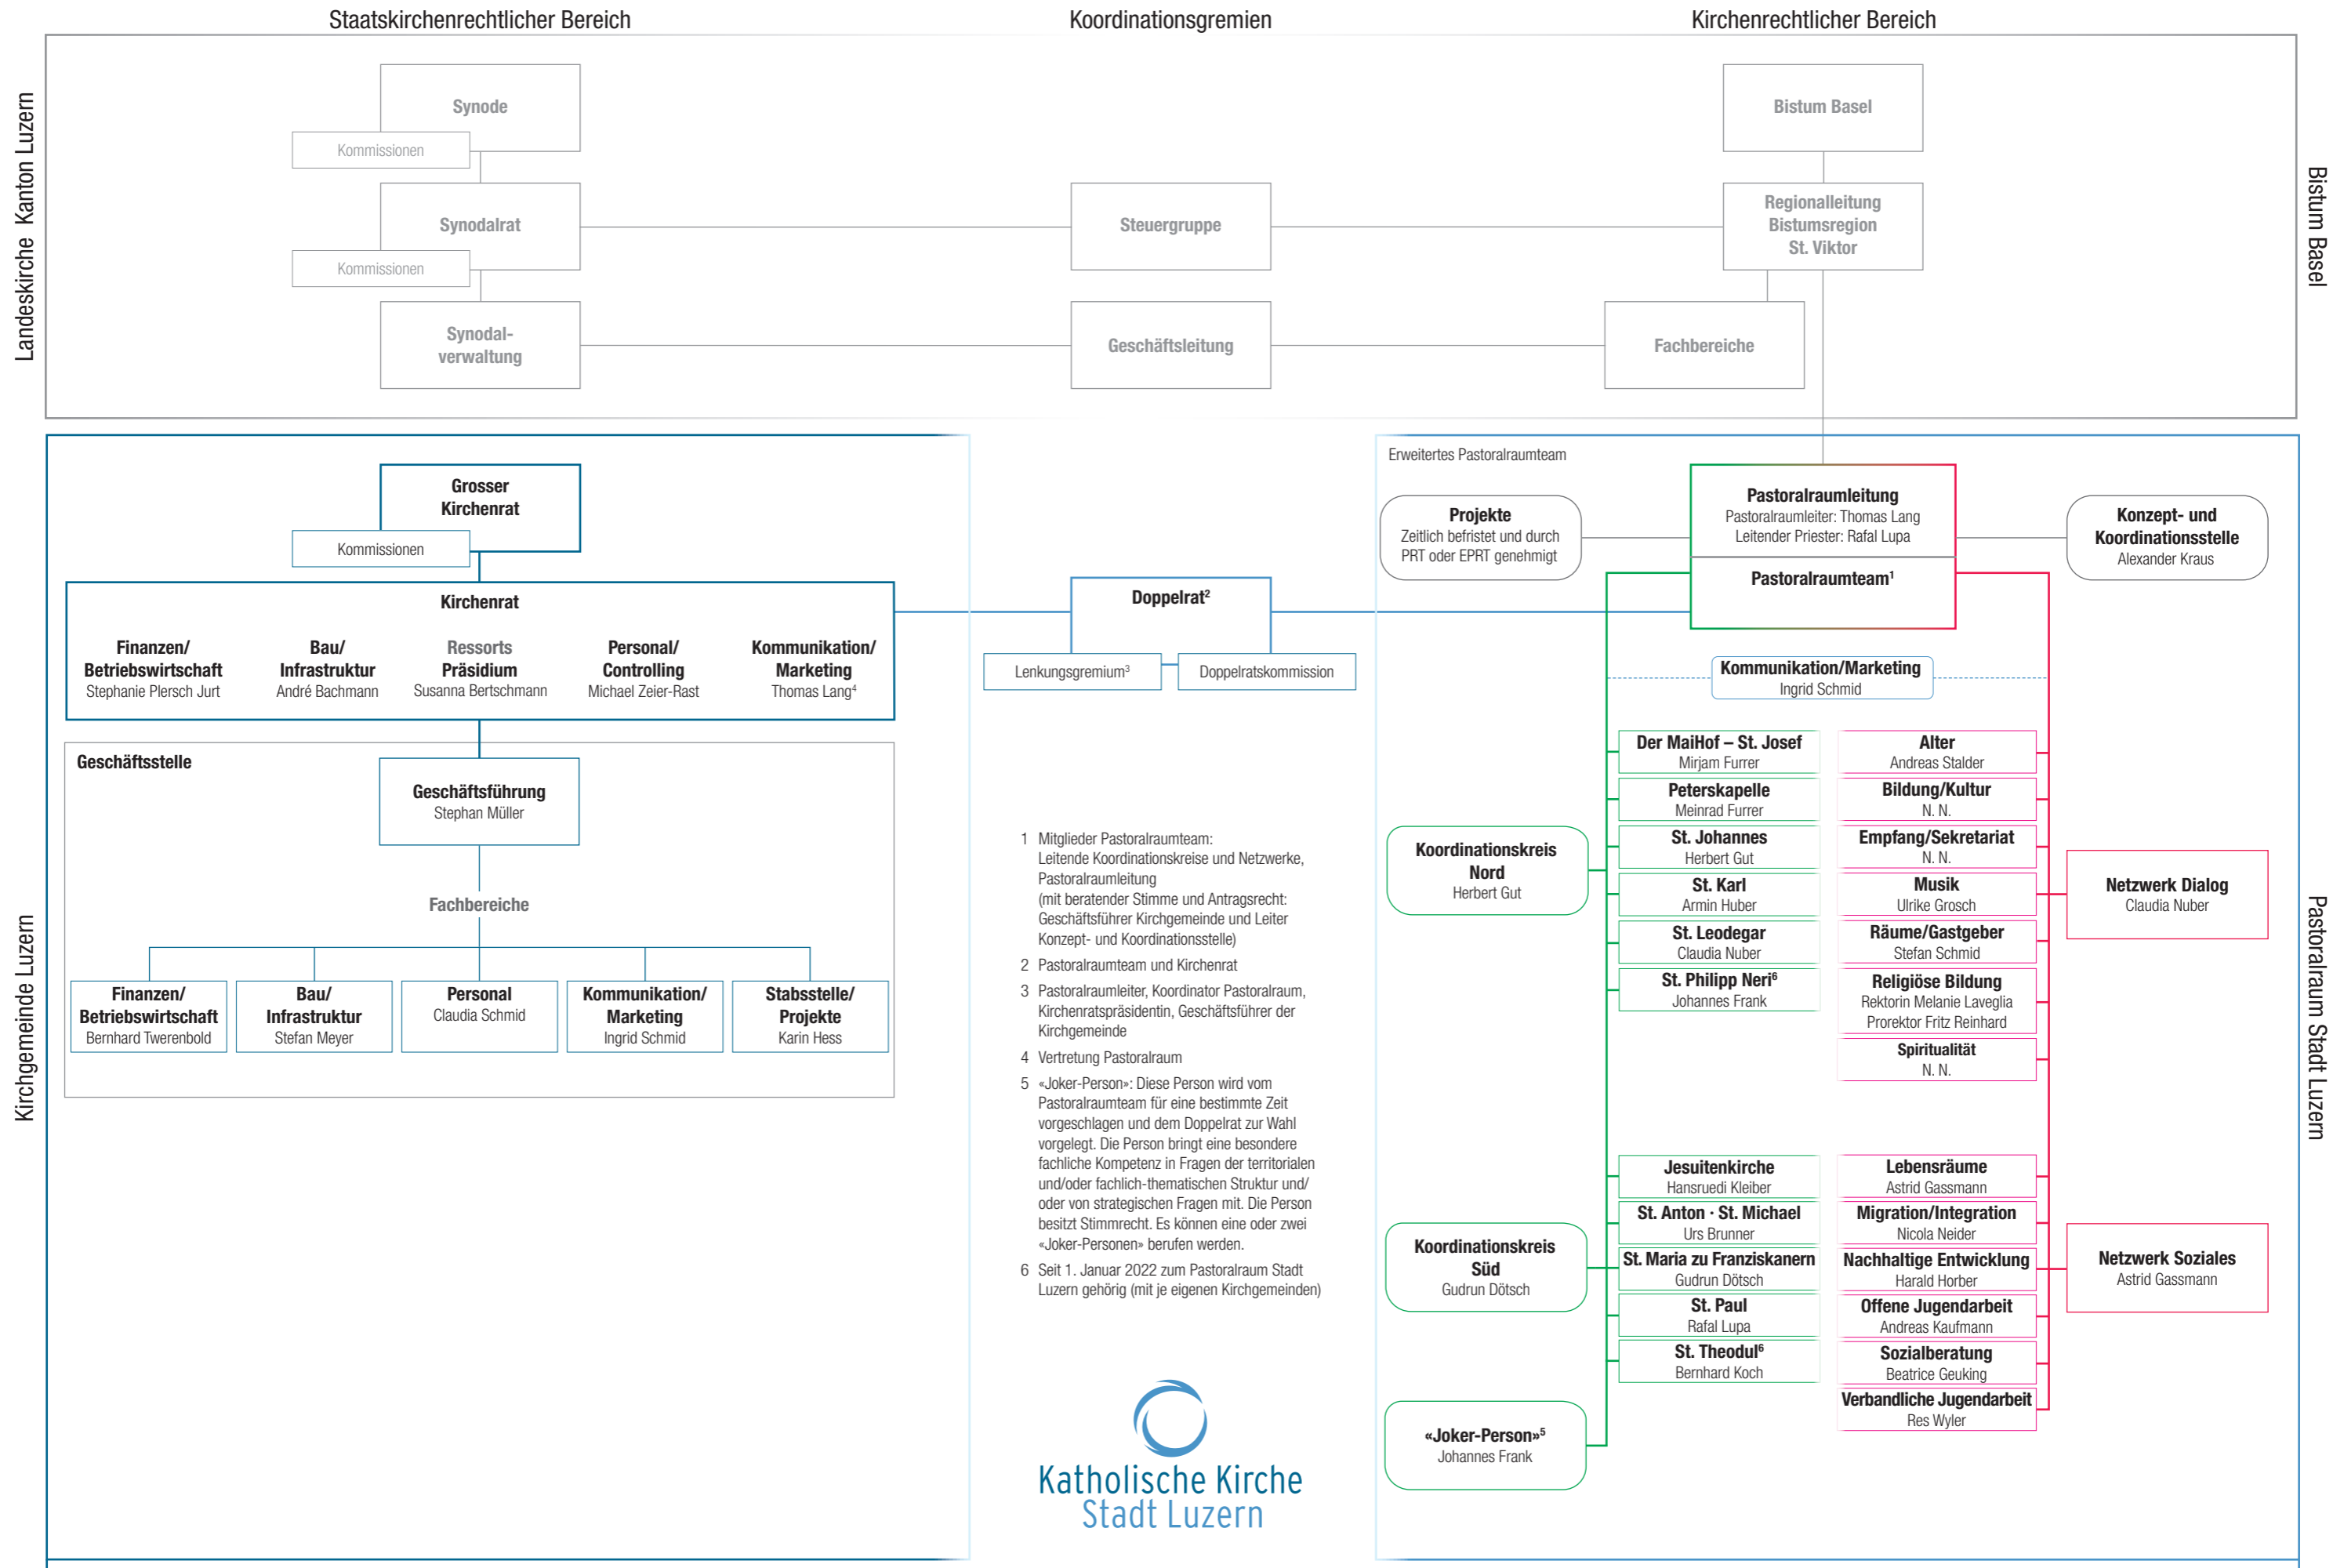 Staatskirchenrechtlicher Bereich
Koordinationsgremien
Kirchenrechtlicher Bereich
Landeskirche Kanton Luzern
Bistum Basel
Synode
Kommissionen
Synodalrat
Kommissionen
Synodal-
verwaltung
Steuergruppe
Geschäftsleitung
Bistum Basel
Regionalleitung
Bistumsregion
St. Viktor
Fachbereiche
Kirchgemeinde Luzern
Grosser
Kirchenrat
Kommissionen
Kirchenrat
Finanzen/
Betriebswirtschaft
Stephanie Plersch Jurt
Bau/
Infrastruktur
André Bachmann
Ressorts
Präsidium
Susanna Bertschmann
Personal/
Controlling
Michael Zeier-Rast
Kommunikation/
Marketing
Thomas Lang⁴
Geschäftsstelle
Geschäftsführung
Stephan Müller
Fachbereiche
Finanzen/
Betriebswirtschaft
Bernhard Twerenbold
Bau/
Infrastruktur
Stefan Meyer
Personal
Claudia Schmid
Kommunikation/
Marketing
Ingrid Schmid
Stabsstelle/
Projekte
Karin Hess
Doppelrat²
Lenkungsgremium³
Doppelratskommission
1 Mitglieder Pastoralraumteam:
Leitende Koordinationskreise und Netzwerke,
Pastoralraumleitung
(mit beratender Stimme und Antragsrecht:
Geschäftsführer Kirchgemeinde und Leiter
Konzept- und Koordinationsstelle)
2 Pastoralraumteam und Kirchenrat
3 Pastoralraumleiter, Koordinator Pastoralraum,
Kirchenratspräsidentin, Geschäftsführer der
Kirchgemeinde
4 Vertretung Pastoralraum
5 «Joker-Person»: Diese Person wird vom
Pastoralraumteam für eine bestimmte Zeit
vorgeschlagen und dem Doppelrat zur Wahl
vorgelegt. Die Person bringt eine besondere
fachliche Kompetenz in Fragen der territorialen
und/oder fachlich-thematischen Struktur und/
oder von strategischen Fragen mit. Die Person
besitzt Stimmrecht. Es können eine oder zwei
«Joker-Personen» berufen werden.
6 Seit 1. Januar 2022 zum Pastoralraum Stadt
Luzern gehörig (mit je eigenen Kirchgemeinden)
Katholische Kirche
Stadt Luzern
Pastoralraum Stadt Luzern
Erweitertes Pastoralraumteam
Projekte
Zeitlich befristet und durch
PRT oder EPRT genehmigt
Pastoralraumleitung
Pastoralraumleiter: Thomas Lang
Leitender Priester: Rafal Lupa
Pastoralraumteam¹
Konzept- und
Koordinationsstelle
Alexander Kraus
Kommunikation/Marketing
Ingrid Schmid
Koordinationskreis
Nord
Herbert Gut
Der MaiHof – St. Josef
Mirjam Furrer
Peterskapelle
Meinrad Furrer
St. Johannes
Herbert Gut
St. Karl
Armin Huber
St. Leodegar
Claudia Nuber
St. Philipp Neri⁶
Johannes Frank
Alter
Andreas Stalder
Bildung/Kultur
N. N.
Empfang/Sekretariat
N. N.
Musik
Ulrike Grosch
Räume/Gastgeber
Stefan Schmid
Religiöse Bildung
Rektorin Melanie Laveglia
Prorektor Fritz Reinhard
Spiritualität
N. N.
Netzwerk Dialog
Claudia Nuber
Koordinationskreis
Süd
Gudrun Dötsch
Jesuitenkirche
Hansruedi Kleiber
St. Anton · St. Michael
Urs Brunner
St. Maria zu Franziskanern
Gudrun Dötsch
St. Paul
Rafal Lupa
St. Theodul⁶
Bernhard Koch
Lebensräume
Astrid Gassmann
Migration/Integration
Nicola Neider
Nachhaltige Entwicklung
Harald Horber
Offene Jugendarbeit
Andreas Kaufmann
Sozialberatung
Beatrice Geuking
Verbandliche Jugendarbeit
Res Wyler
Netzwerk Soziales
Astrid Gassmann
«Joker-Person»⁵
Johannes Frank